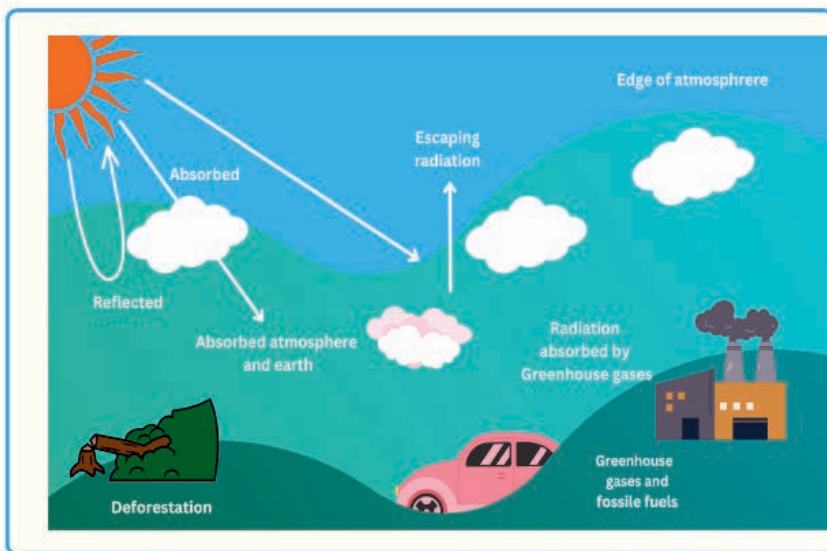 Edge of atmosphrere
Escaping
radiation
Absorbed
Reflected
Absorbed atmosphere
and earth
Radiation
absorbed by
Greenhouse gases
Deforestation
Greenhouse
gases and
fossile fuels